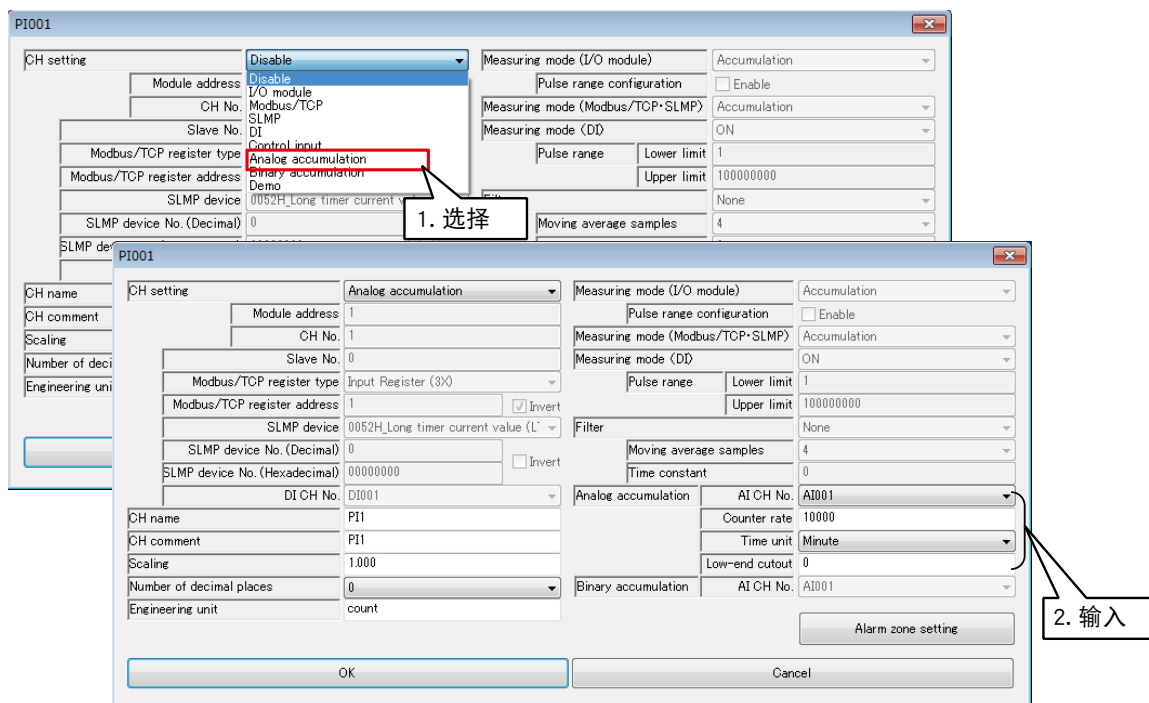 PI001
CH setting Disable Measuring mode (I/O module) Accumulation
Module address Disable Pulse range configuration Enable
I/O module
CH No. Modbus/TCP Measuring mode (Modbus/TCP･SLMP) Accumulation
SLMP
Slave No. DI Measuring mode (DI) ON
Control input
Modbus/TCP register type Analog accumulation Pulse range Lower limit 1
Binary accumulation
Modbus/TCP register address Upper limit 100000000
Demo
SLMP device 0052H_Long timer current None
SLMP device No. (Decimal) 0 1. 选择 Moving average samples 4
SLMP
CH name
CH comment
Scaling
Number of deci
Engineering uni
PI001
CH setting Analog accumulation Measuring mode (I/O module) Accumulation
Module address 1 Pulse range configuration Enable
CH No. 1 Measuring mode (Modbus/TCP･SLMP) Accumulation
Slave No. 0 Measuring mode (DI) ON
Modbus/TCP register type Input Register (3X) Pulse range Lower limit 1
Modbus/TCP register address 1 Invert Upper limit 100000000
SLMP device 0052H_Long timer current value (L Filter None
SLMP device No. (Decimal) 0 Moving average samples 4
Invert
SLMP device No. (Hexadecimal) 00000000 Time constant 0
DI CH No. DI001 Analog accumulation AI CH No. AI001
CH name PI1 Counter rate 10000
CH comment PI1 Time unit Minute
Scaling 1.000 Low-end cutout 0
Number of decimal places 0 Binary accumulation AI CH No. AI001
Engineering unit count
2. 输入
Alarm zone setting
OK Cancel